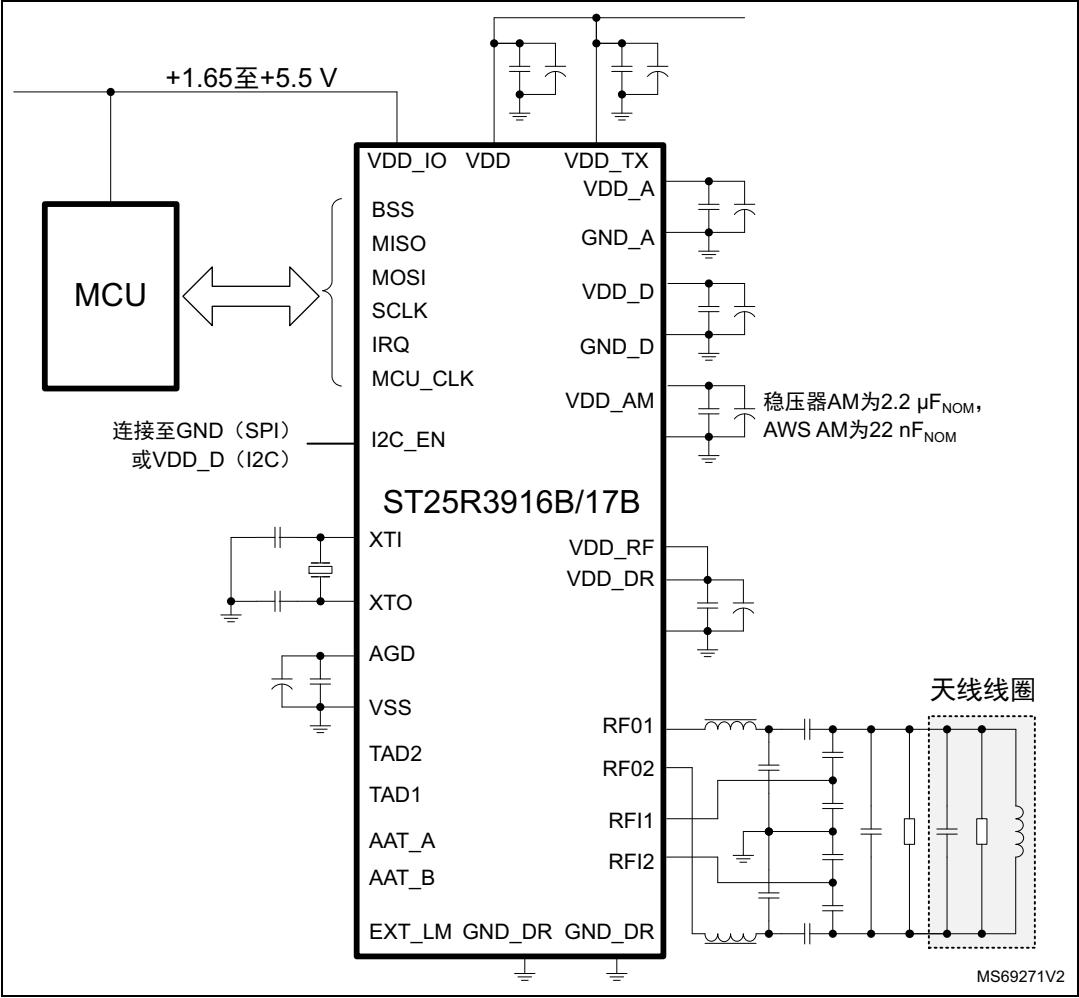 +1.65至+5.5 V
VDD_IO
VDD
VDD_TX
VDD_A
BSS
GND_A
MISO
MCU
MOSI
VDD_D
SCLK
IRQ
GND_D
MCU_CLK
VDD_AM
稳压器AM为2.2 µFNOM，
AWS AM为22 nFNOM
连接至GND（SPI）
或VDD_D（I2C）
I2C_EN
ST25R3916B/17B
XTI
VDD_RF
VDD_DR
XTO
AGD
VSS
天线线圈
RF01
TAD2
RF02
TAD1
RFI1
AAT_A
RFI2
AAT_B
EXT_LM
GND_DR
GND_DR
MS69271V2